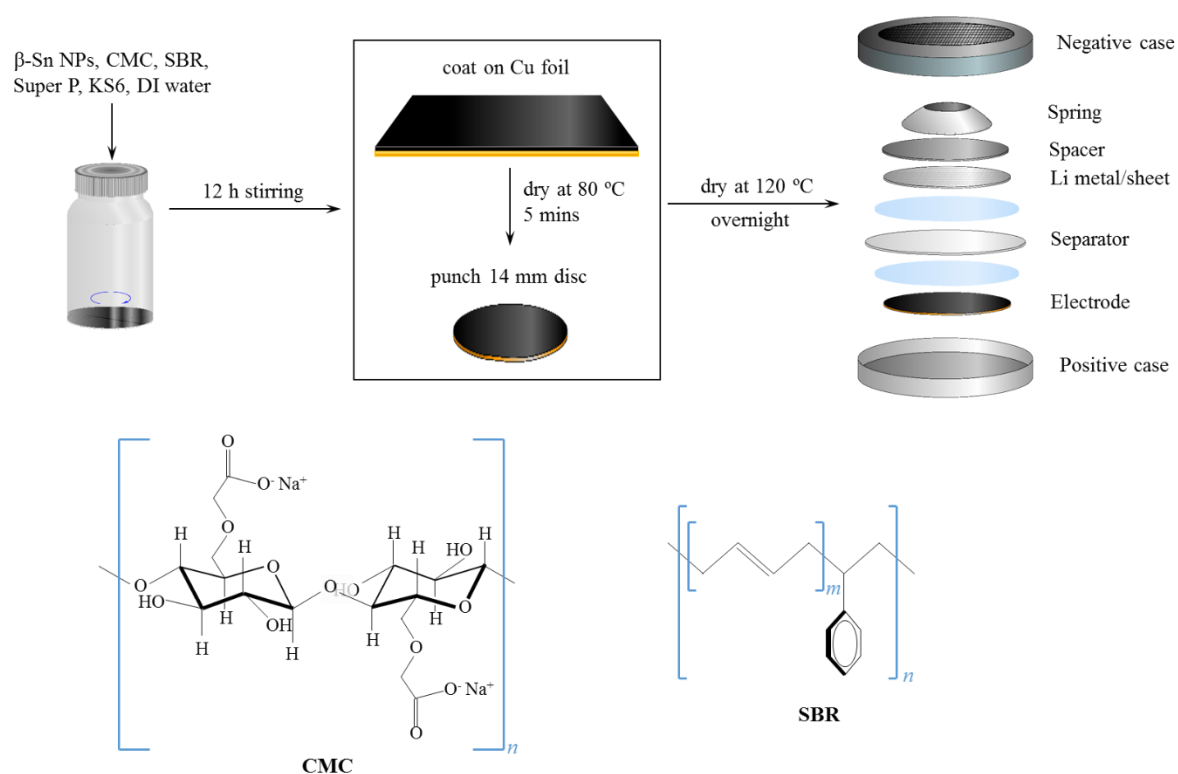 β-Sn NPs, CMC, SBR,
Super P, KS6, DI water
12 h stirring
coat on Cu foil
dry at 80 ºC
5 mins
punch 14 mm disc
dry at 120 ºC
overnight
Negative case
Spring
Spacer
Li metal/sheet
Separator
Electrode
Positive case
O
O- Na+
O
H
H
H
HO
H
O
O
HO
H
H
OH
H
O
HO
H
H
O
O
H
O- Na+
O
n
CMC
m
n
SBR